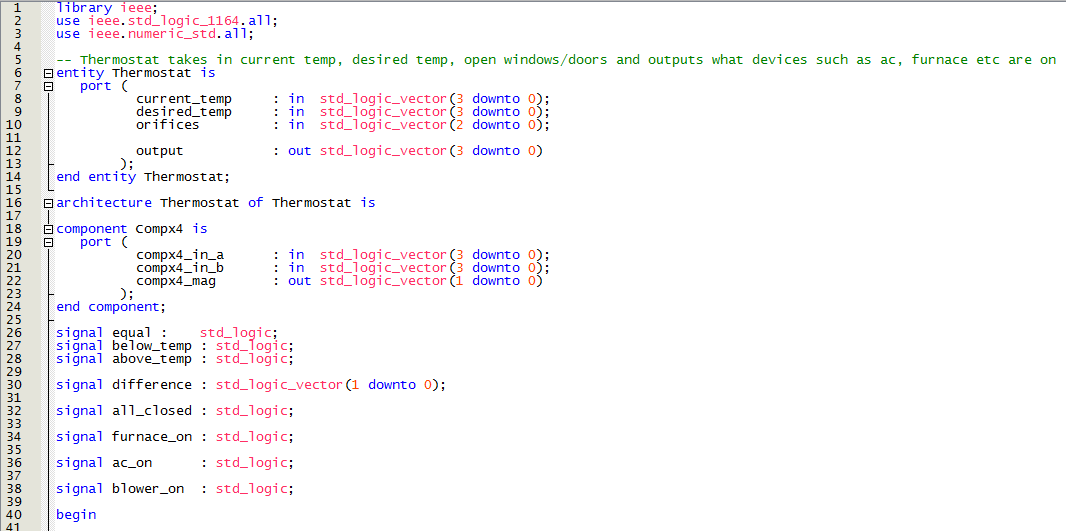 1 library ieee;
2 use ieee.std_logic_1164.all;
3 use ieee.numeric_std.all;
4
5 -- Thermostat takes in current temp, desired temp, open windows/doors and outputs what devices such as ac, furnace etc are on
6 entity Thermostat is
7    port (
8           current_temp     : in  std_logic_vector(3 downto 0);
9           desired_temp     : in  std_logic_vector(3 downto 0);
10          orifices         : in  std_logic_vector(2 downto 0);
11
12          output           : out std_logic_vector(3 downto 0)
13        );
14 end entity Thermostat;
15
16 architecture Thermostat of Thermostat is
17
18 component Compx4 is
19    port (
20          compx4_in_a      : in  std_logic_vector(3 downto 0);
21          compx4_in_b      : in  std_logic_vector(3 downto 0);
22          compx4_mag       : out std_logic_vector(1 downto 0)
23        );
24 end component;
25
26 signal equal :    std_logic;
27 signal below_temp : std_logic;
28 signal above_temp : std_logic;
29
30 signal difference : std_logic_vector(1 downto 0);
31
32 signal all_closed : std_logic;
33
34 signal furnace_on : std_logic;
35
36 signal ac_on      : std_logic;
37
38 signal blower_on  : std_logic;
39
40 begin
41